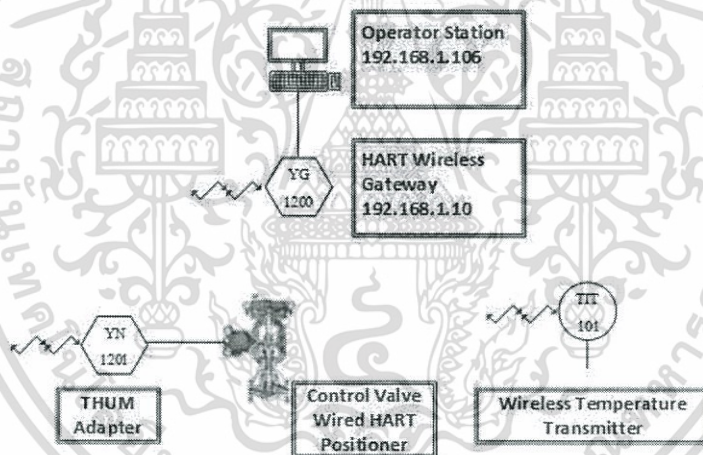 Operator Station
192.168.1.106
YG
1200
HART Wireless
Gateway
192.168.1.10
YN
1201
TIT
101
THUM
Adapter
Control Valve
Wired HART
Positioner
Wireless Temperature
Transmitter